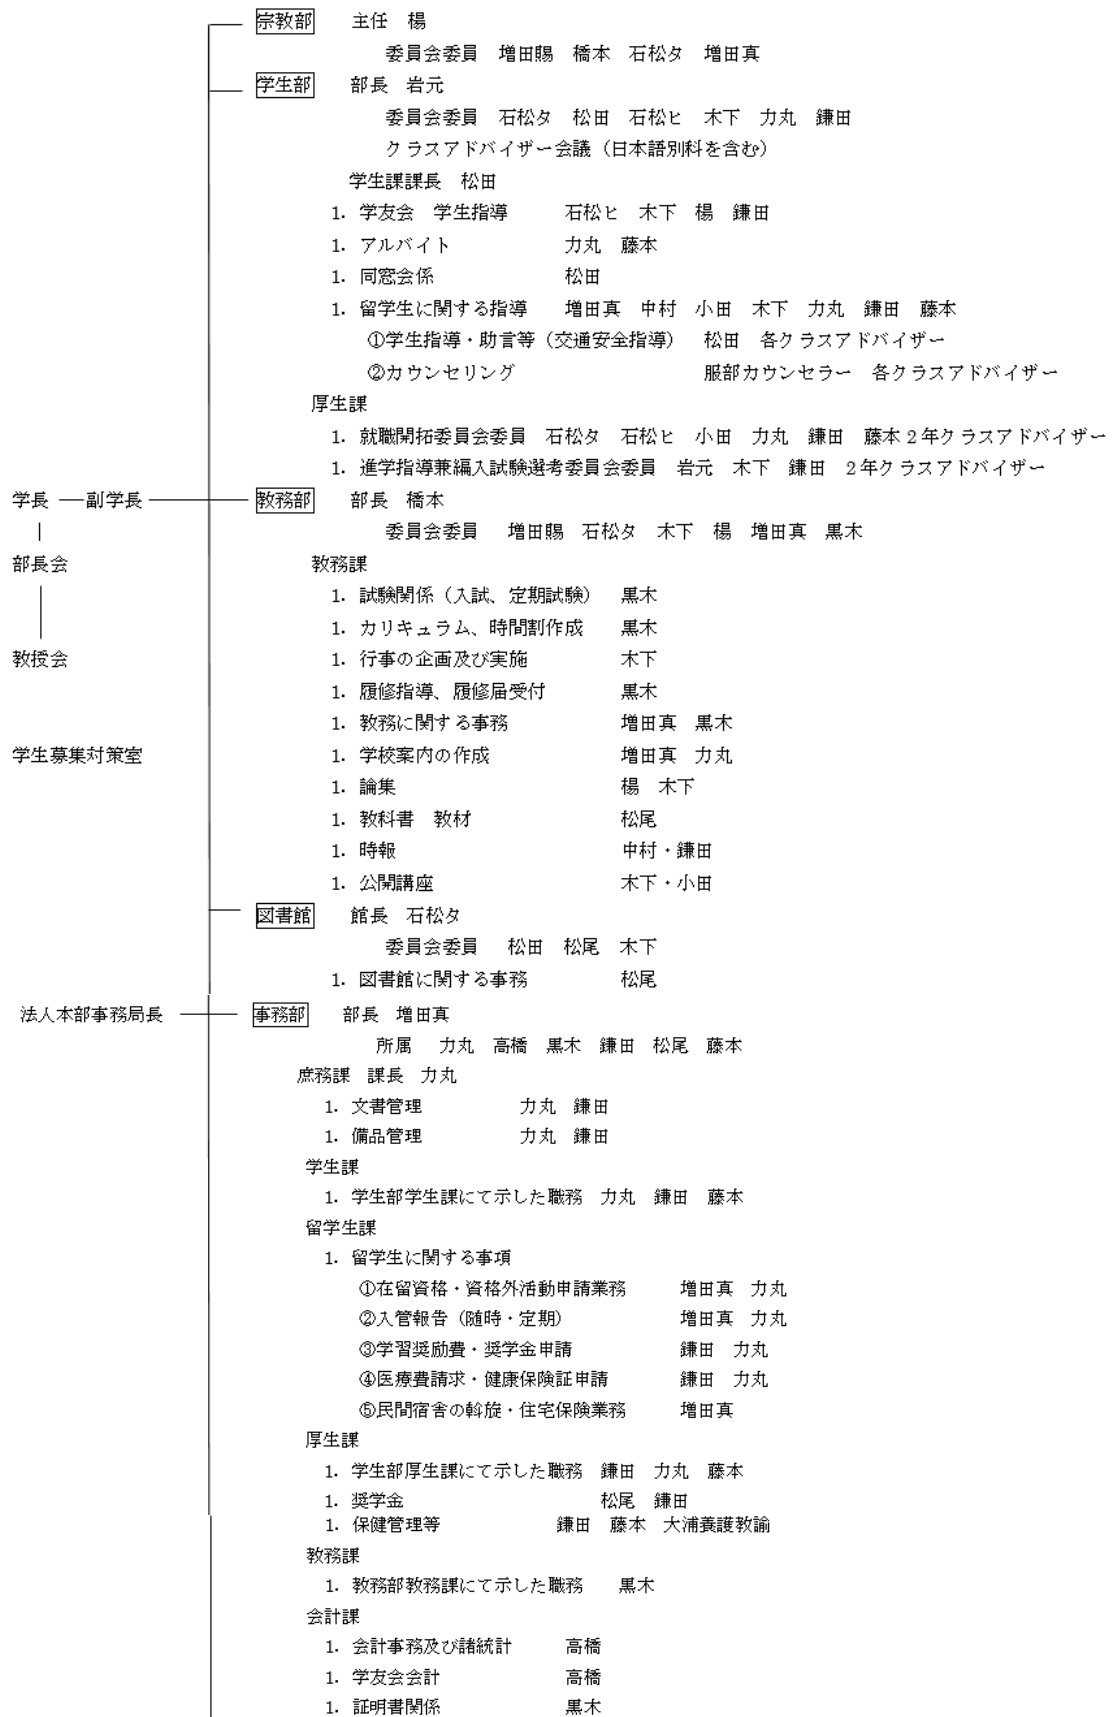 宗教部　主任　楊
委員会委員　増田賜　橋本　石松タ　増田真
学生部　部長　岩元
委員会委員　石松タ　松田　石松ヒ　木下　力丸　鎌田
クラスアドバイザー会議（日本語別科を含む）
学生課課長　松田
1. 学友会　学生指導　石松ヒ　木下　楊　鎌田
1. アルバイト　力丸　藤本
1. 同窓会係　松田
1. 留学生に関する指導　増田真　中村　小田　木下　力丸　鎌田　藤本
①学生指導・助言等（交通安全指導）　松田　各クラスアドバイザー
②カウンセリング　服部カウンセラー　各クラスアドバイザー
厚生課
1. 就職開拓委員会委員　石松タ　石松ヒ　小田　力丸　鎌田　藤本２年クラスアドバイザー
1. 進学指導兼編入試験選考委員会委員　岩元　木下　鎌田　２年クラスアドバイザー
学長　副学長　教務部　部長　橋本
委員会委員　増田賜　石松タ　木下　楊　増田真　黒木
部長会　教務課
1. 試験関係（入試、定期試験）　黒木
1. カリキュラム、時間割作成　黒木
教授会　1. 行事の企画及び実施　木下
1. 履修指導、履修届受付　黒木
1. 教務に関する事務　増田真　黒木
学生募集対策室　1. 学校案内の作成　増田真　力丸
1. 論集　楊　木下
1. 教科書　教材　松尾
1. 時報　中村・鎌田
1. 公開講座　木下・小田
図書館　館長　石松タ
委員会委員　松田　松尾　木下
1. 図書館に関する事務　松尾
法人本部事務局長　事務部　部長　増田真
所属　力丸　高橋　黒木　鎌田　松尾　藤本
庶務課　課長　力丸
1. 文書管理　力丸　鎌田
1. 備品管理　力丸　鎌田
学生課
1. 学生部学生課にて示した職務　力丸　鎌田　藤本
留学生課
1. 留学生に関する事項
①在留資格・資格外活動申請業務　増田真　力丸
②入管報告（随時・定期）　増田真　力丸
③学習奨励費・奨学金申請　鎌田　力丸
④医療費請求・健康保険証申請　鎌田　力丸
⑤民間宿舎の斡旋・住宅保険業務　増田真
厚生課
1. 学生部厚生課にて示した職務　鎌田　力丸　藤本
1. 奨学金　松尾　鎌田
1. 保健管理等　鎌田　藤本　大浦養護教諭
教務課
1. 教務部教務課にて示した職務　黒木
会計課
1. 会計事務及び諸統計　高橋
1. 学友会会計　高橋
1. 証明書関係　黒木